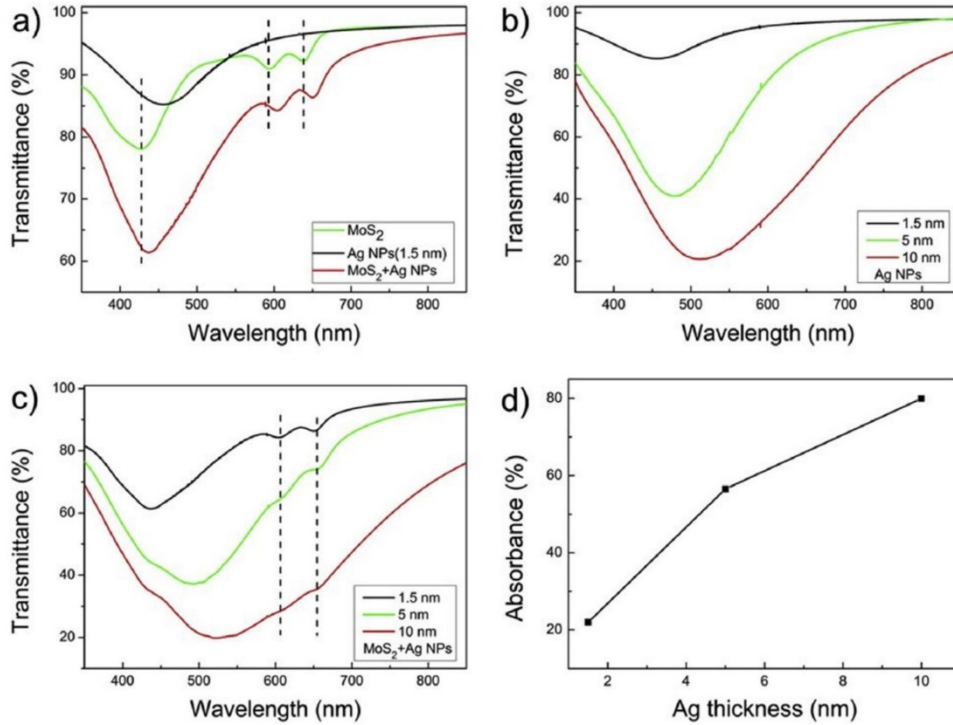 a)
100
90
80
70
60
Transmittance (%)
400 500 600 700 800
Wavelength (nm)
MoS2
Ag NPs(1.5 nm)
MoS2+Ag NPs
b)
100
80
60
40
20
Transmittance (%)
400 500 600 700 800
Wavelength (nm)
1.5 nm
5 nm
10 nm
Ag NPs
c)
100
80
60
40
20
Transmittance (%)
400 500 600 700 800
Wavelength (nm)
1.5 nm
5 nm
10 nm
MoS2+Ag NPs
d)
80
60
40
20
Absorbance (%)
2 4 6 8 10
Ag thickness (nm)